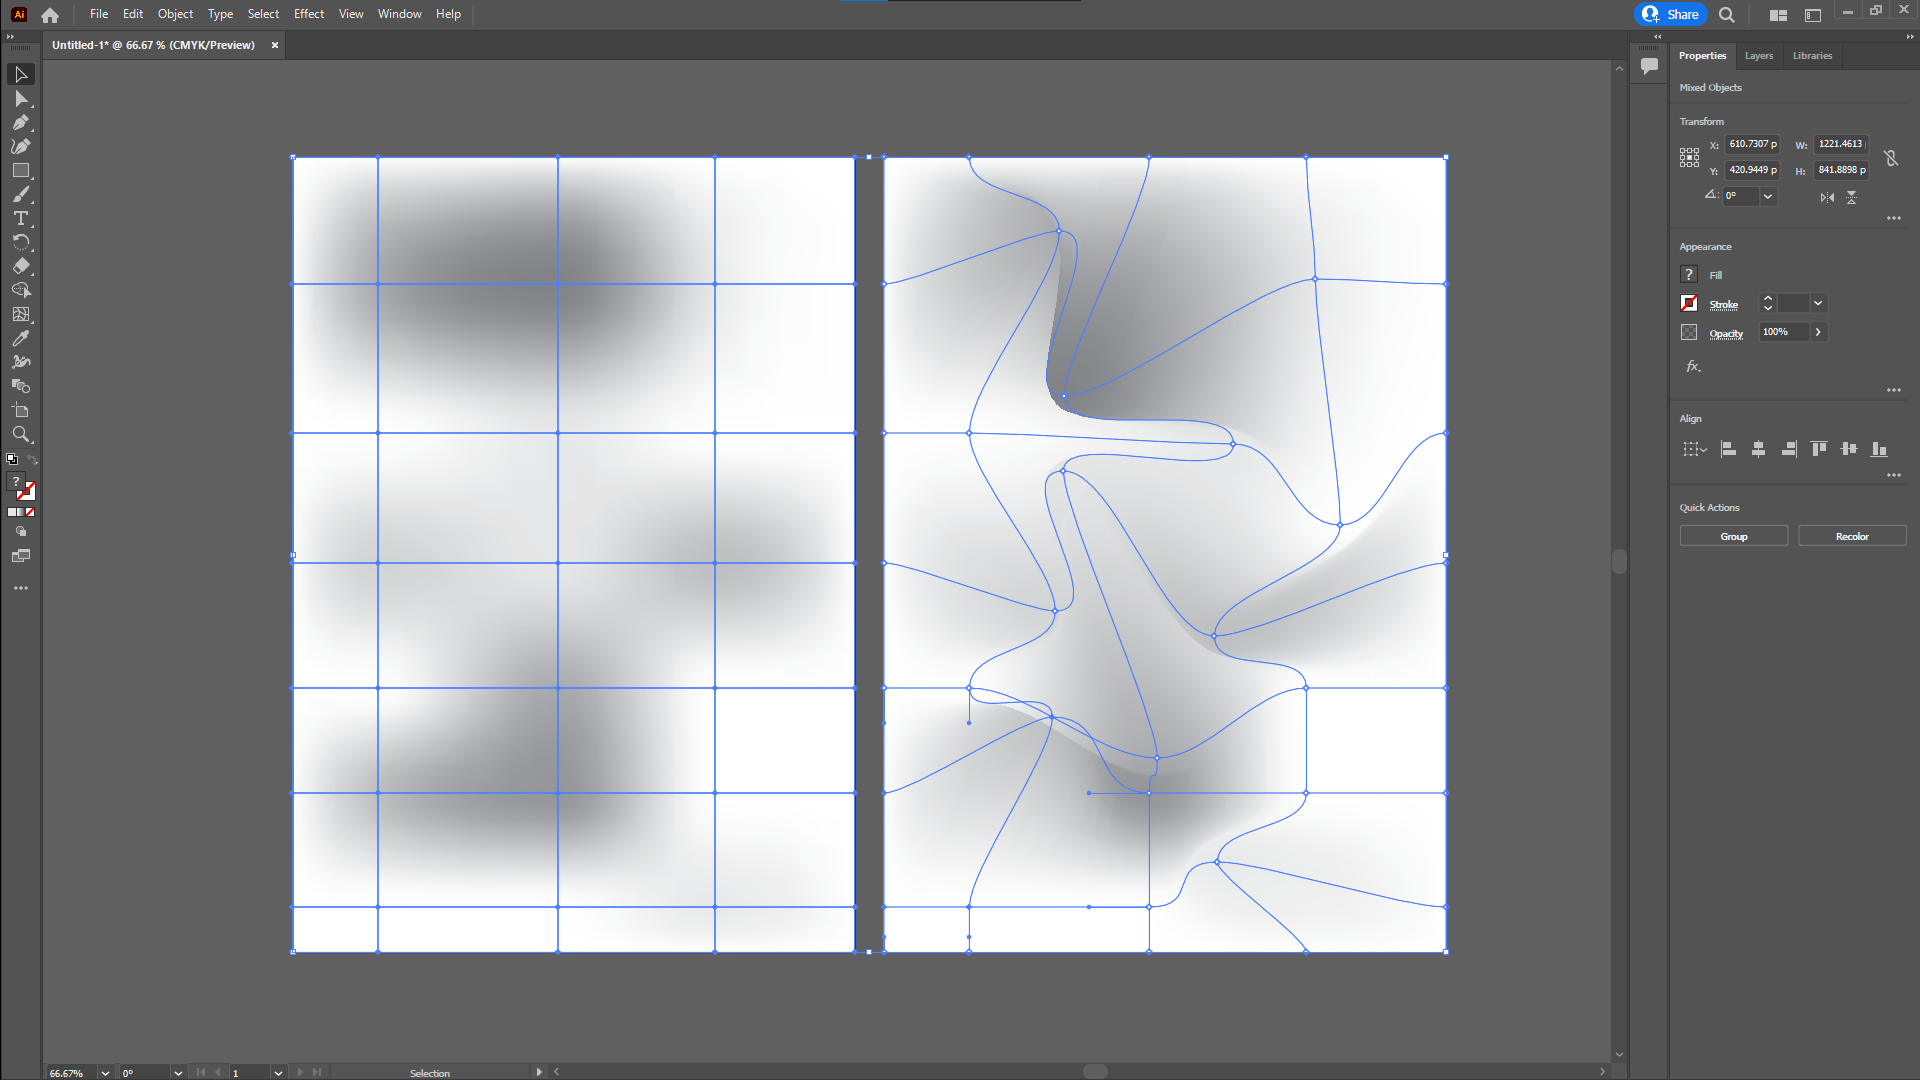 Ai File Edit Object Type Select Effect View Window Help Share
Untitled-1* @ 66.67 % (CMYK/Preview) ×
Properties Layers Libraries
Mixed Objects
Transform
X: 610.7307 p W: 1221.4613
Y: 420.9449 p H: 841.8898 p
0°
Appearance
? Fill
Stroke
Opacity 100%
fx.
Align
Quick Actions
Group Recolor
?
66.67% 0° 1 Selection